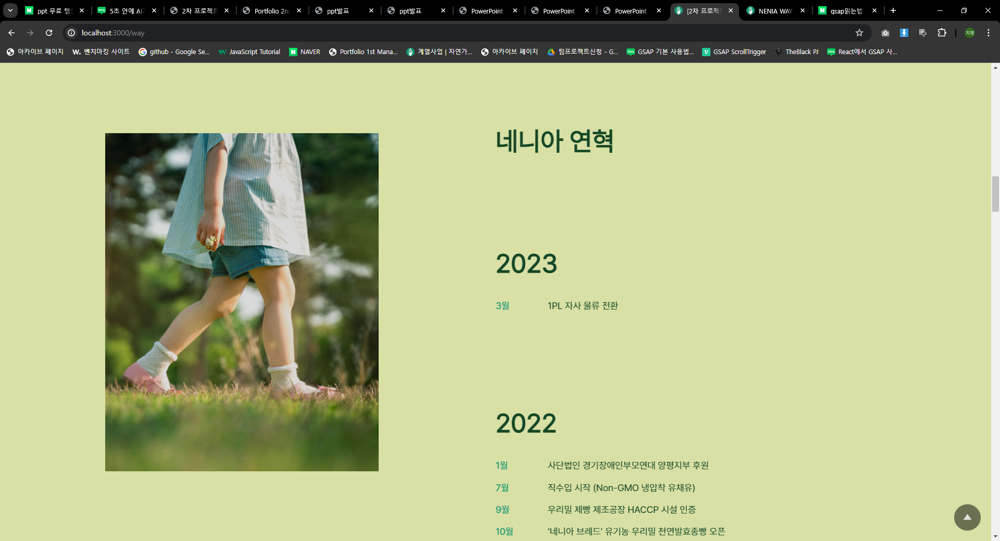 ppt 무료 템
5초 안에 AI
2차 프로젝트
Portfolio 2n
ppt발표
ppt발표
PowerPoint
PowerPoint
PowerPoint
[2차 프로젝
NENIA WAY
gsap읽는법
localhost:3000/way
지영
아카이브 페이지
W. 벤치마킹 사이트
github - Google Se...
JavaScript Tutorial
NAVER
Portfolio 1st Mana...
계열사업 | 자연가...
아카이브 페이지
팀프로젝트신청 - G...
GSAP 기본 사용법...
GSAP ScrollTrigger
TheBlack PJ
React에서 GSAP 사...
네니아 연혁
2023
3월 1PL 자사 물류 전환
2022
1월 사단법인 경기장애인부모연대 양평지부 후원
7월 직수입 시작 (Non-GMO 냉압착 유채유)
9월 우리밀 제빵 제조공장 HACCP 시설 인증
10월 '네니아 브레드' 유기농 우리밀 천연발효종빵 오픈